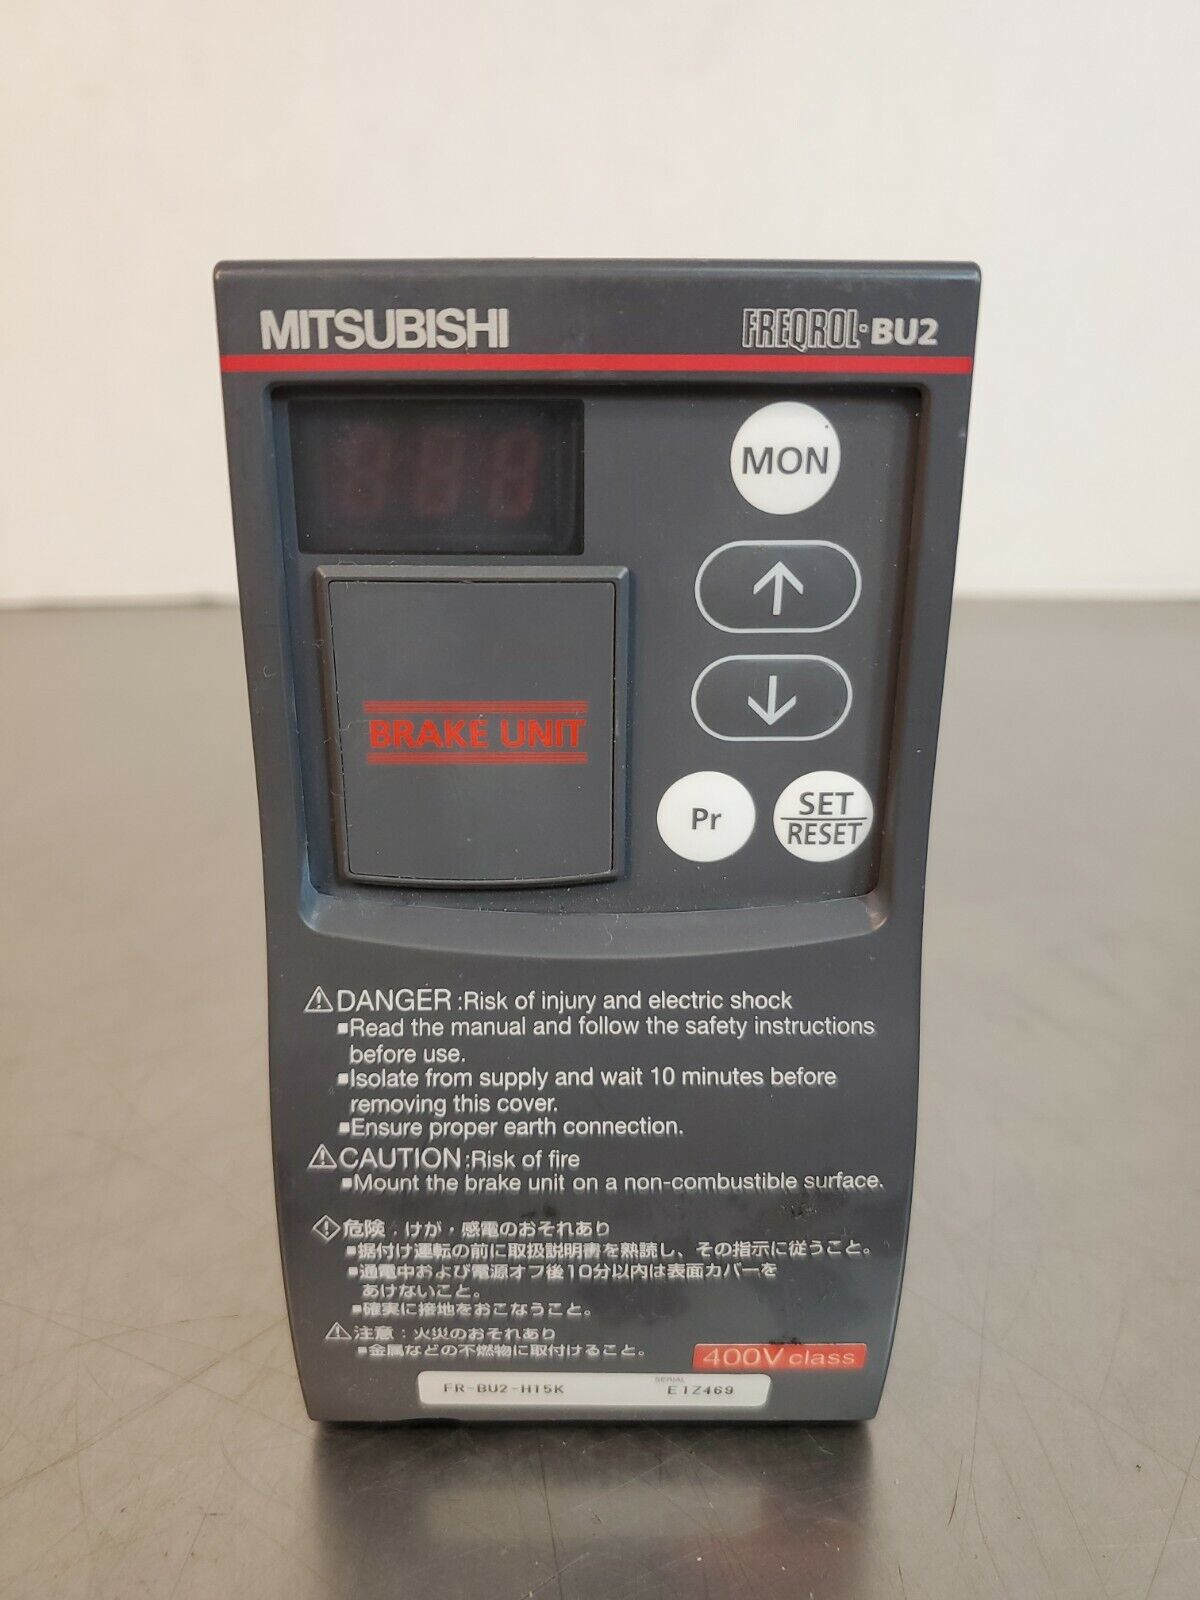 MITSUBISHI FREQROL-BU2
MON
↑
BRAKE UNIT
↓
Pr SET
RESET
⚠DANGER :Risk of injury and electric shock
▪Read the manual and follow the safety instructions
before use.
▪Isolate from supply and wait 10 minutes before
removing this cover.
▪Ensure proper earth connection.
⚠CAUTION :Risk of fire
▪Mount the brake unit on a non-combustible surface.
危険 : けが・感電のおそれあり
▪据付け運転の前に取扱説明書を熟読し、その指示に従うこと。
▪通電中および電源オフ後10分以内は表面カバーを
あけないこと。
▪確実に接地をおこなうこと。
⚠注意 : 火災のおそれあり
▪金属などの不燃物に取付けること。
400V class
FR-BU2-H15K SERIAL E1Z469